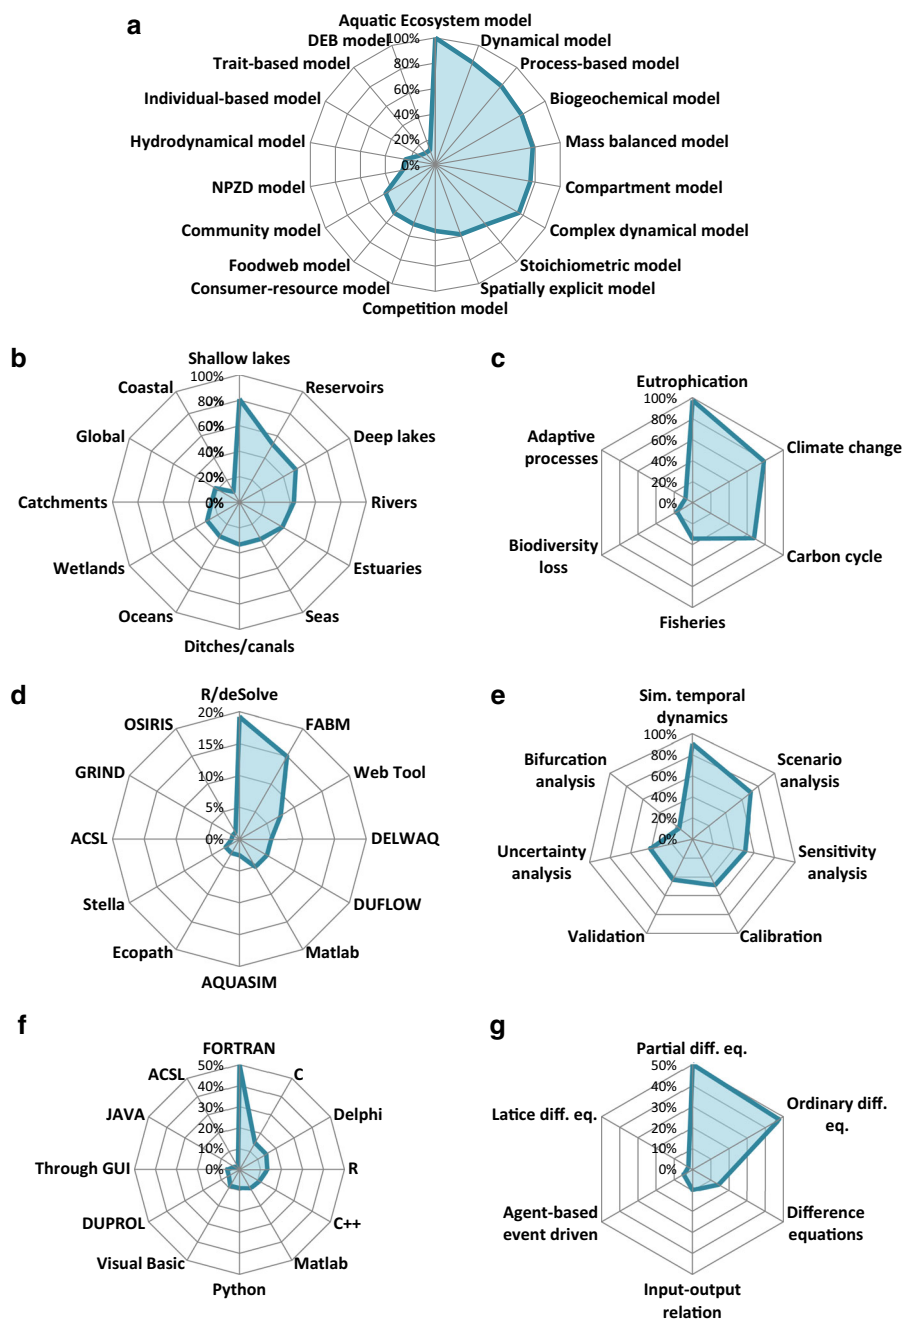 a
Aquatic Ecosystem model
DEB model
100%
Dynamical model
Trait-based model
80%
Process-based model
60%
Individual-based model
Biogeochemical model
40%
Hydrodynamical model
20%
Mass balanced model
0%
NPZD model
Compartment model
Community model
Complex dynamical model
Foodweb model
Stoichiometric model
Consumer-resource model
Spatially explicit model
Competition model
b
Shallow lakes
100%
Coastal
Reservoirs
80%
60%
Global
Deep lakes
40%
20%
Catchments
0%
Rivers
Wetlands
Estuaries
Oceans
Seas
Ditches/canals
c
Eutrophication
100%
80%
Adaptive
processes
Climate change
60%
40%
20%
0%
Biodiversity
loss
Carbon cycle
Fisheries
d
R/deSolve
20%
OSIRIS
FABM
15%
GRIND
Web Tool
10%
5%
ACSL
0%
DELWAQ
Stella
DUFLOW
Ecopath
Matlab
AQUASIM
e
Sim. temporal
dynamics
100%
Bifurcation
analysis
Scenario
analysis
80%
60%
40%
20%
0%
Uncertainty
analysis
Sensitivity
analysis
Validation
Calibration
f
FORTRAN
50%
ACSL
C
40%
JAVA
Delphi
30%
20%
10%
Through GUI
0%
R
DUPROL
C++
Visual Basic
Matlab
Python
g
Partial diff. eq.
50%
Latice diff. eq.
Ordinary diff.
eq.
40%
30%
20%
10%
0%
Agent-based
event driven
Difference
equations
Input-output
relation